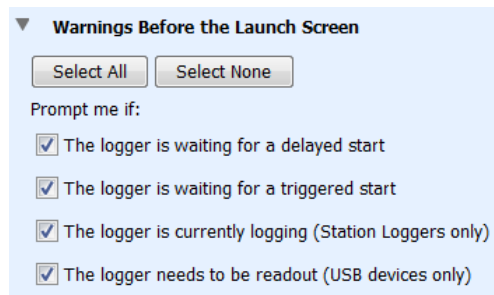 Warnings Before the Launch Screen
Select All Select None
Prompt me if:
The logger is waiting for a delayed start
The logger is waiting for a triggered start
The logger is currently logging (Station Loggers only)
The logger needs to be readout (USB devices only)